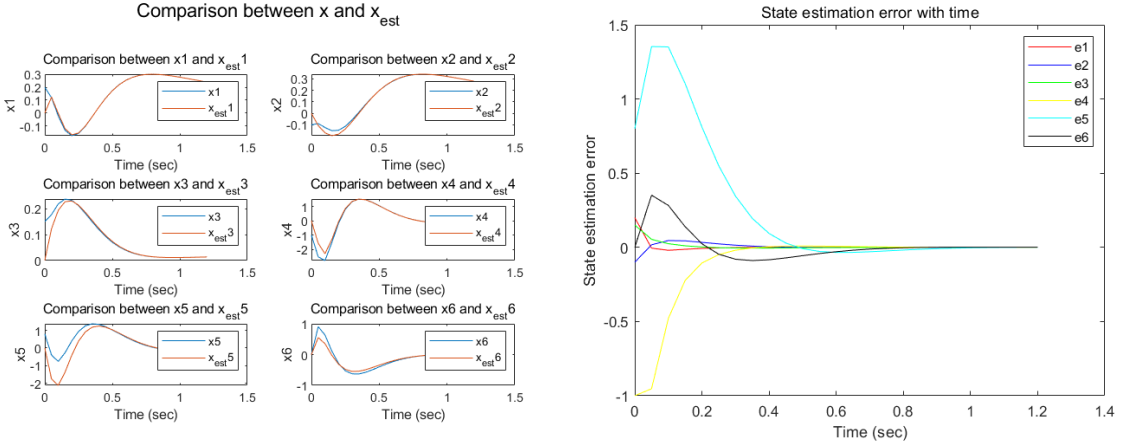 Comparison between x and x_est
Comparison between x1 and x_est1
x1
0.3
0.2
0.1
0
-0.1
0 0.5 1 1.5
Time (sec)
x1
x_est1
Comparison between x2 and x_est2
x2
0.3
0.2
0.1
0
-0.1
0 0.5 1 1.5
Time (sec)
x2
x_est2
Comparison between x3 and x_est3
x3
0.2
0.1
0
0 0.5 1 1.5
Time (sec)
x3
x_est3
Comparison between x4 and x_est4
x4
1
0
-1
-2
0 0.5 1 1.5
Time (sec)
x4
x_est4
Comparison between x5 and x_est5
x5
1
0
-1
-2
0 0.5 1 1.5
Time (sec)
x5
x_est5
Comparison between x6 and x_est6
x6
1
0
1
0 0.5 1 1.5
Time (sec)
x6
x_est6
State estimation error with time
State estimation error
1.5
1
0.5
0
-0.5
-1
0 0.2 0.4 0.6 0.8 1 1.2 1.4
Time (sec)
e1
e2
e3
e4
e5
e6